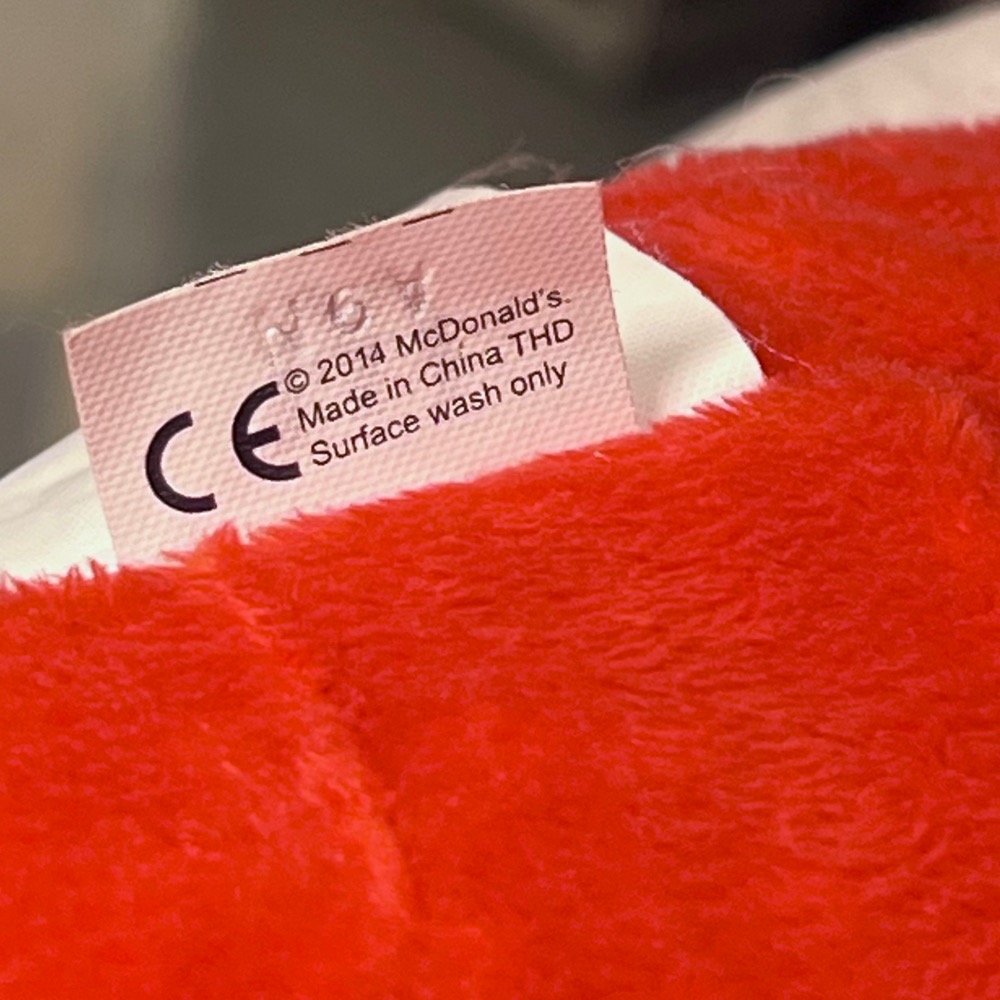 © 2014 McDonald's.
Made in China THD
Surface wash only
CE